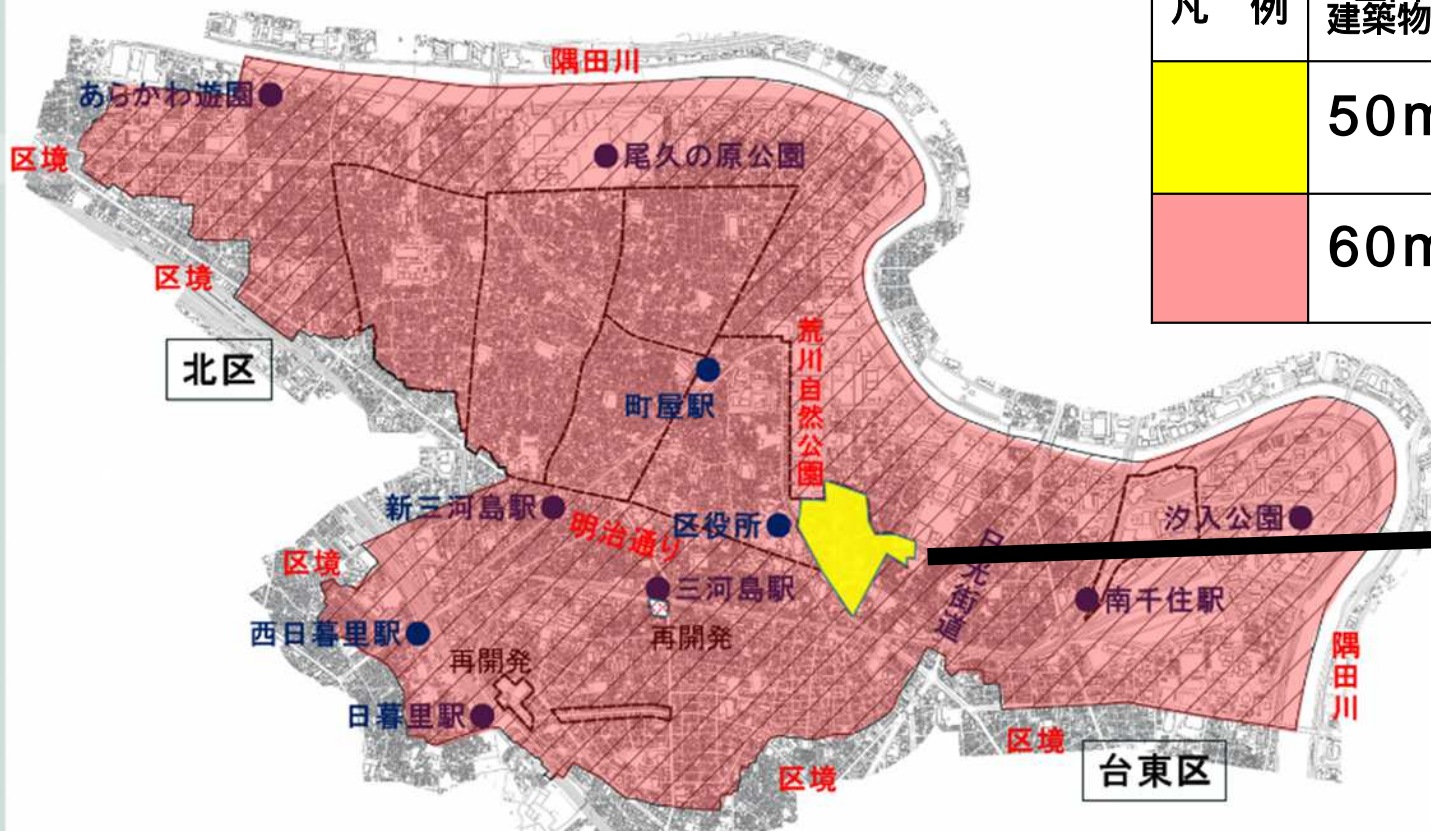 凡 例
建築物
50m
60m
隅田川
あらかわ遊園
区境
尾久の原公園
区境
北区
荒川自然公園
町屋駅
新三河島駅
明治通り
区役所
日光街道
汐入公園
区境
三河島駅
南千住駅
再開発
西日暮里駅
再開発
日暮里駅
隅田川
区境
台東区
区境